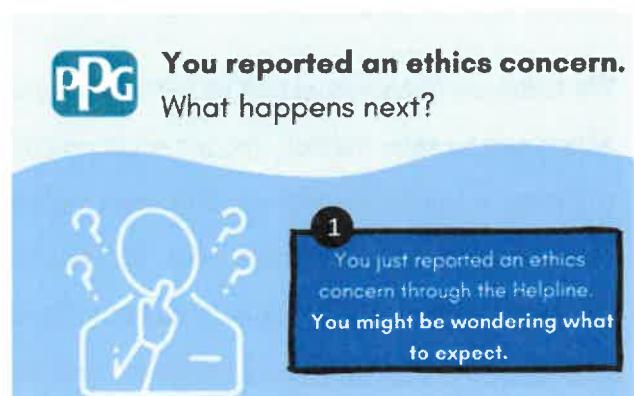 PPG
You reported an ethics concern.
What happens next?
? ? ? ?
1
You just reported an ethics
concern through the Helpline.
You might be wondering what
to expect.